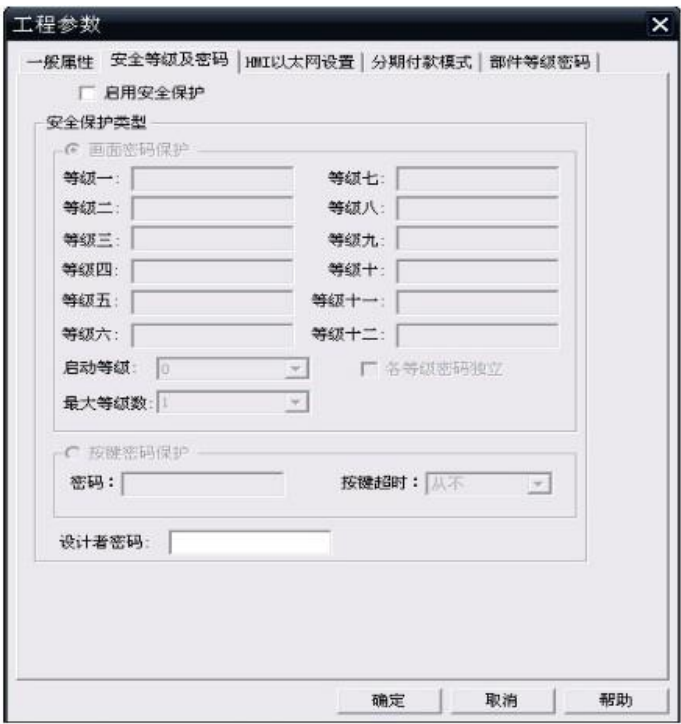 工程参数
一般属性 安全等级及密码 HMI以太网设置 分期付款模式 部件等级密码
启用安全保护
安全保护类型
画面密码保护
等级一: 等级七:
等级二: 等级八:
等级三: 等级九:
等级四: 等级十:
等级五: 等级十一:
等级六: 等级十二:
启动等级: 0 各等级密码独立
最大等级数: 1
按键密码保护
密码: 按键超时: 从不
设计者密码:
确定 取消 帮助